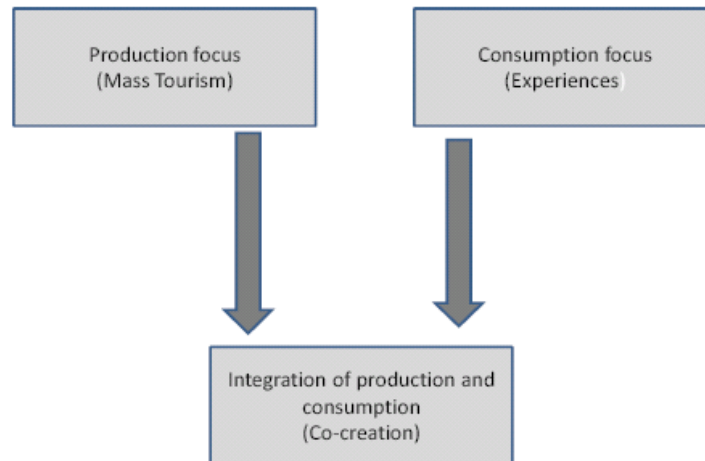 Production focus
(Mass Tourism)
Consumption focus
(Experiences)
Integration of production and
consumption
(Co-creation)